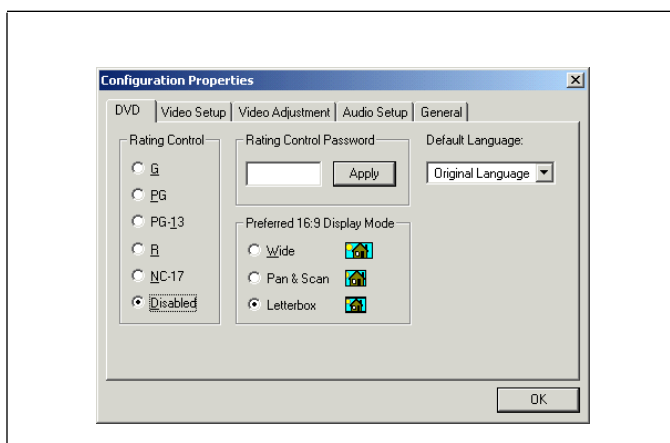 Configuration Properties
DVD
Video Setup
Video Adjustment
Audio Setup
General
Rating Control
G
PG
PG-13
R
NC-17
Disabled
Rating Control Password
Apply
Preferred 16:9 Display Mode
Wide
Pan & Scan
Letterbox
Default Language:
Original Language
OK